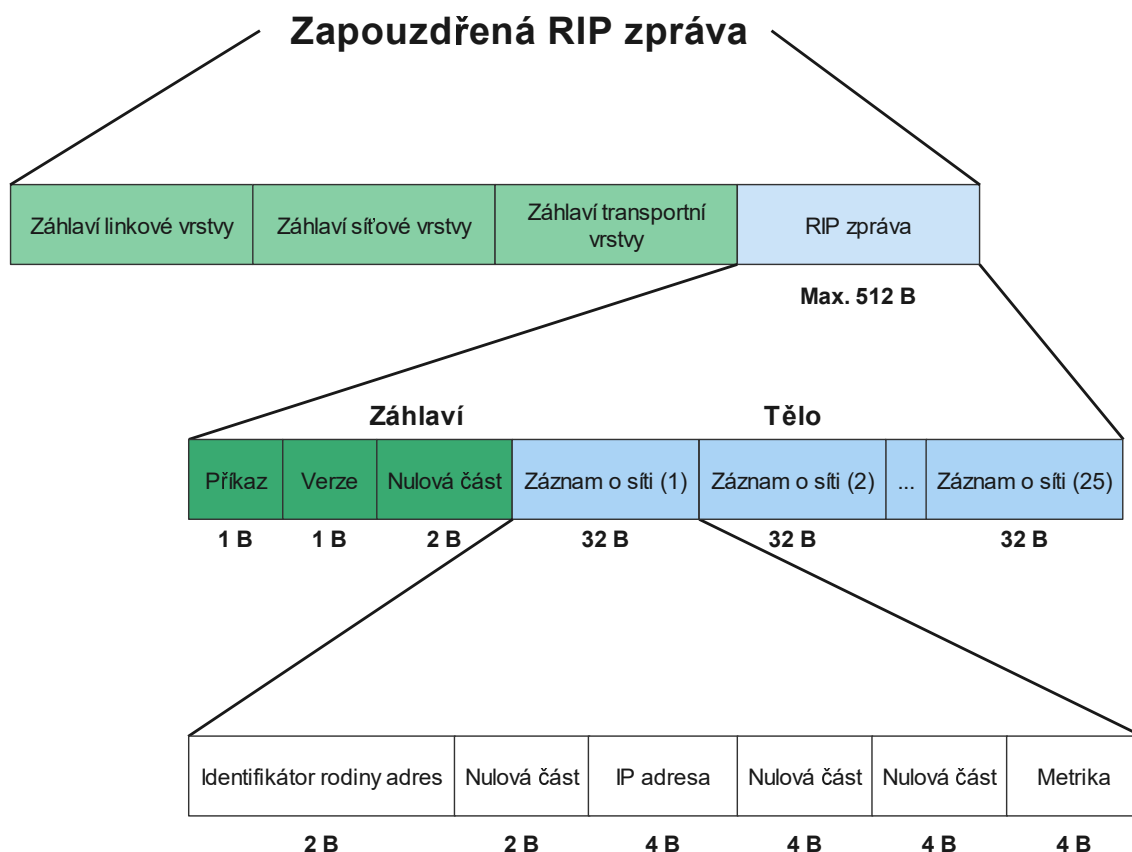 Zapouzdřená RIP zpráva
Záhlaví linkové vrstvy
Záhlaví síťové vrstvy
Záhlaví transportní
vrstvy
RIP zpráva
Max. 512 B
Záhlaví
Tělo
Příkaz
Verze
Nulová část
Záznam o síti (1)
Záznam o síti (2)
...
Záznam o síti (25)
1 B
1 B
2 B
32 B
32 B
32 B
Identifikátor rodiny adres
Nulová část
IP adresa
Nulová část
Nulová část
Metrika
2 B
2 B
4 B
4 B
4 B
4 B